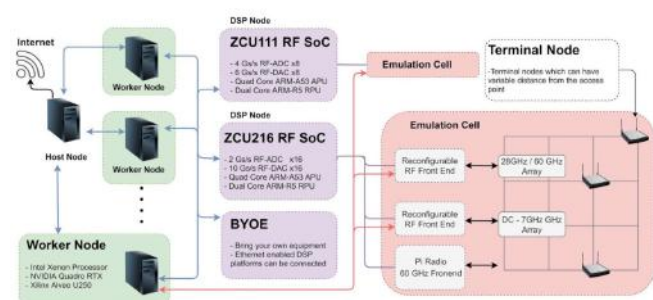 DSP Node
Internet
Worker Node
Host Node
Worker Node
Worker Node
- Intel Xenon Processor
- NVIDIA Quadro RTX
- Xilinx Alveo U250
ZCU111 RF SoC
- 4 Gs/s RF-ADC x8
- 6 Gs/s RF-DAC x8
- Quad Core ARM-A53 APU
- Dual Core ARM-R5 RPU
DSP Node
ZCU216 RF SoC
- 2 Gs/s RF-ADC x16
- 10 Gs/s RF-DAC x16
- Quad Core ARM-A53 APU
- Dual Core ARM-R5 RPU
BYOE
- Bring your own equipment
- Ethernet enabled DSP
platforms can be connected
Emulation Cell
Terminal Node
-Terminal nodes which can have
variable distance from the access
point
Emulation Cell
Reconfigurable
RF Front End
28GHz / 60 GHz
Array
Reconfigurable
RF Front End
DC - 7GHz GHz
Array
Pi Radio
60 GHz Fronend